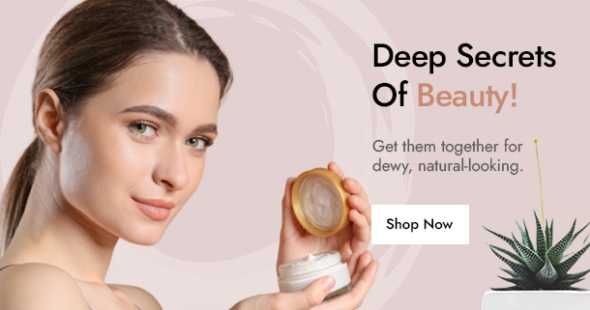 Deep Secrets
Of Beauty!
Get them together for
dewy, natural-looking.
Shop Now